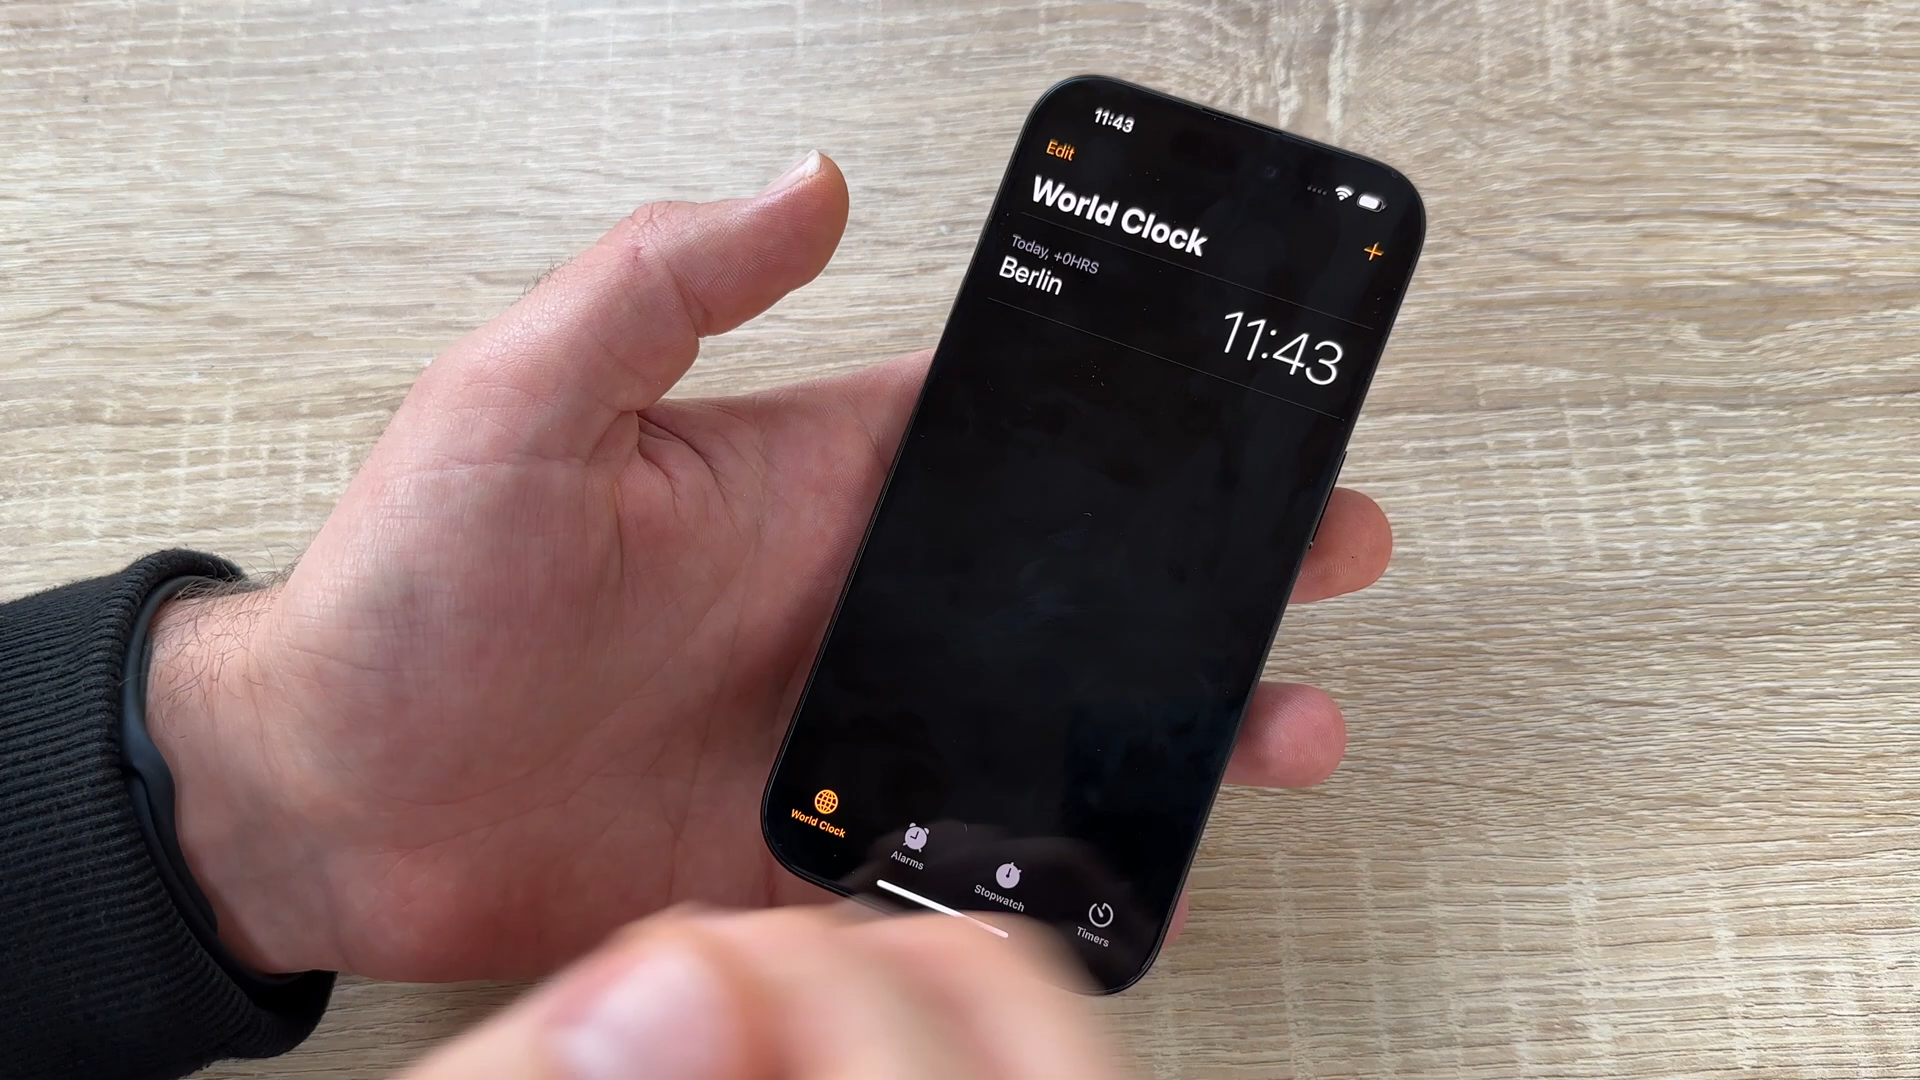 11:43
Edit
World Clock
Today, +0HRS
Berlin
11:43
World Clock
Alarms
Stopwatch
Timers